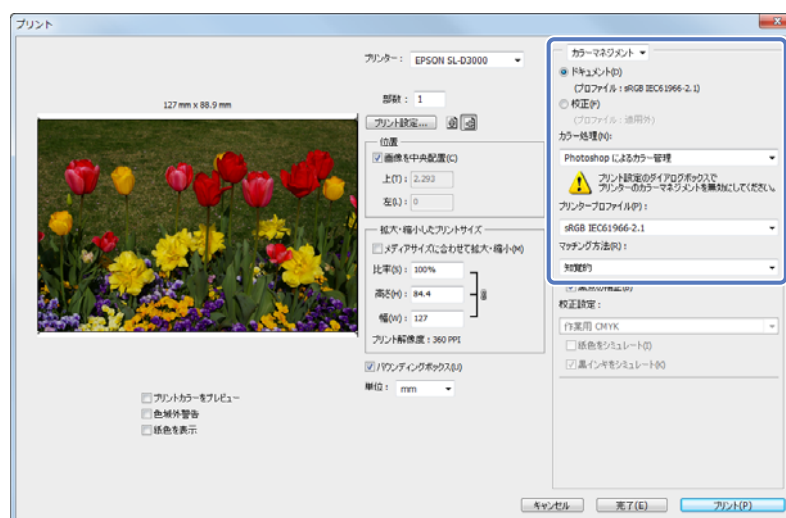 プリント
127 mm x 88.9 mm
プリントカラーをプレビュー
色域外警告
紙色を表示
プリンター： EPSON SL-D3000
部数： 1
プリント設定...
位置
画像を中央配置(C)
上(T)： 2.292
左(L)： 0
拡大・縮小したプリントサイズ
メディアサイズに合わせて拡大・縮小(M)
比率(S)： 100%
高さ(H)： 84.4
幅(W)： 127
プリント解像度：360 PPI
バウンディングボックス(U)
単位： mm
カラーマネジメント
ドキュメント(D)
(プロファイル：sRGB IEC61966-2.1)
校正(F)
(プロファイル：適用外)
カラー処理(N)：
Photoshop によるカラー管理
プリント設定のダイアログボックスで
プリンターのカラーマネジメントを無効にしてください。
プリンタープロファイル(P)：
sRGB IEC61966-2.1
マッチング方法(R)：
知覚的
黒点の補正(B)
校正設定：
作業用 CMYK
紙色をシミュレート(I)
黒インキをシミュレート(K)
キャンセル 完了(E) プリント(P)